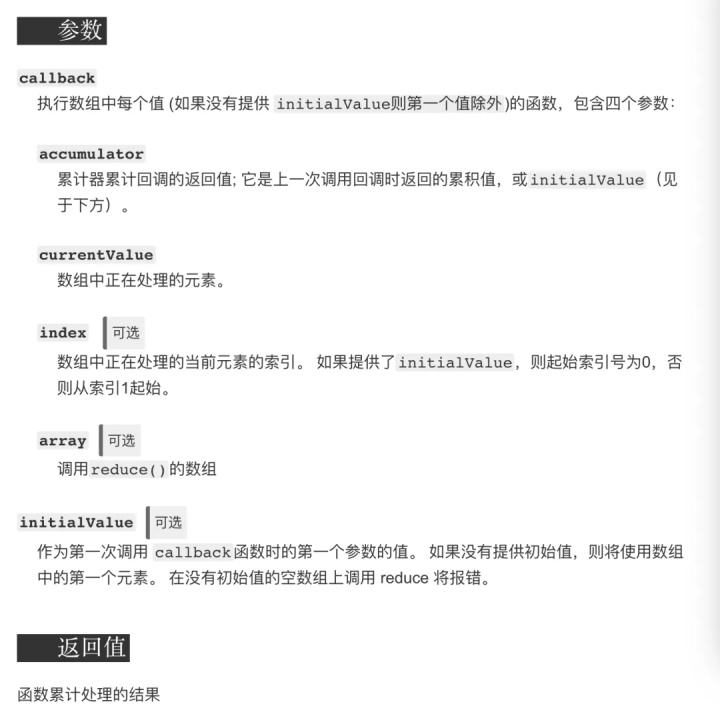 参数
callback
执行数组中每个值 (如果没有提供 initialValue则第一个值除外)的函数，包含四个参数：
accumulator
累计器累计回调的返回值; 它是上一次调用回调时返回的累积值，或initialValue（见
于下方）。
currentValue
数组中正在处理的元素。
index 可选
数组中正在处理的当前元素的索引。 如果提供了initialValue，则起始索引号为0，否
则从索引1起始。
array 可选
调用reduce()的数组
initialValue 可选
作为第一次调用 callback函数时的第一个参数的值。 如果没有提供初始值，则将使用数组
中的第一个元素。 在没有初始值的空数组上调用 reduce 将报错。
返回值
函数累计处理的结果